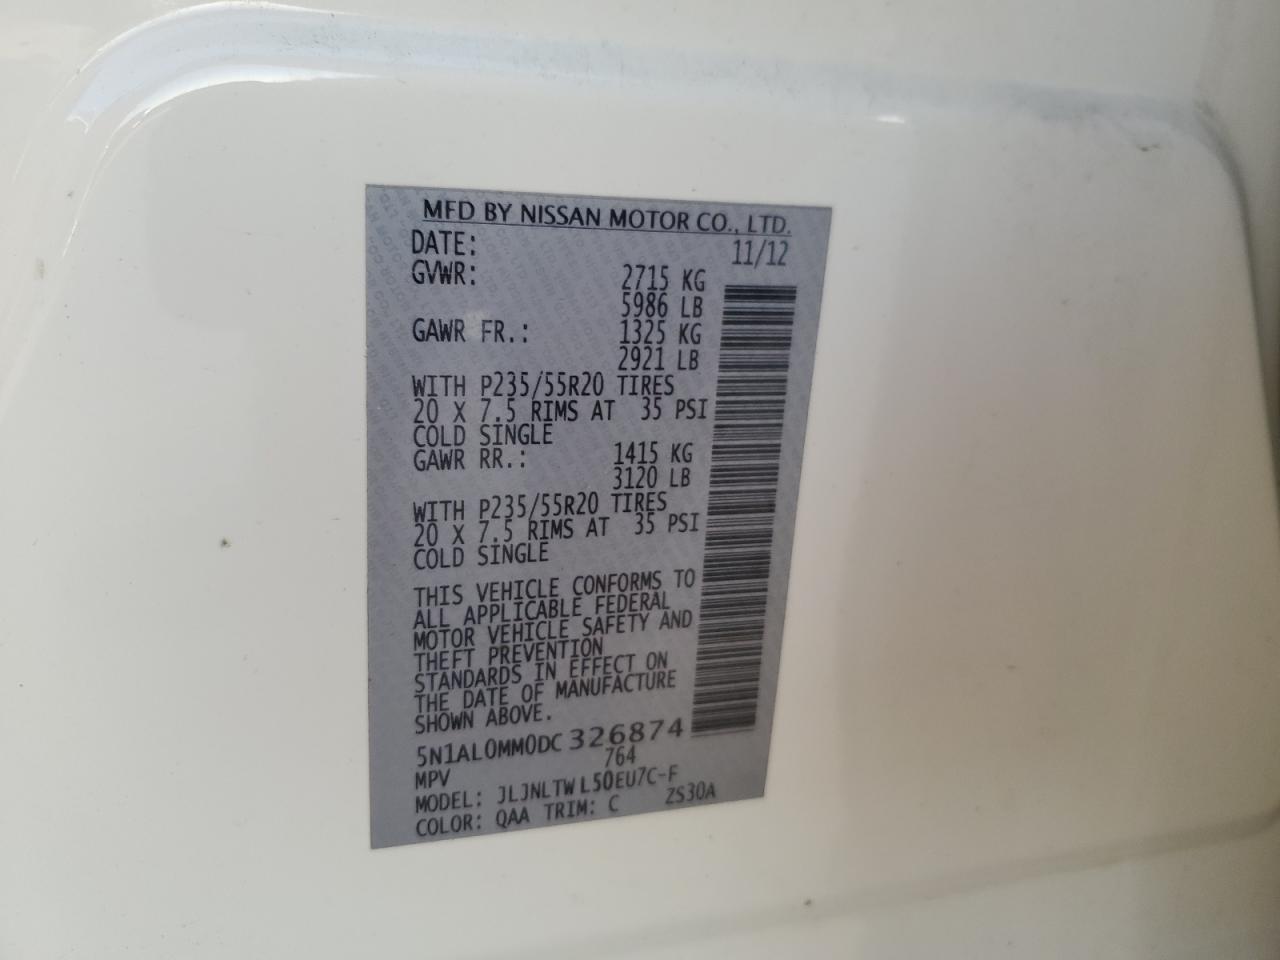 MFD BY NISSAN MOTOR CO., LTD.
DATE: 11/12
GVWR: 2715 KG
5986 LB
GAWR FR.: 1325 KG
2921 LB
WITH P235/55R20 TIRES
20 X 7.5 RIMS AT 35 PSI
COLD SINGLE
GAWR RR.: 1415 KG
3120 LB
WITH P235/55R20 TIRES
20 X 7.5 RIMS AT 35 PSI
COLD SINGLE
THIS VEHICLE CONFORMS TO
ALL APPLICABLE FEDERAL
MOTOR VEHICLE SAFETY AND
THEFT PREVENTION
STANDARDS IN EFFECT ON
THE DATE OF MANUFACTURE
SHOWN ABOVE.
5N1AL0MM0DC 326874
MPV 764
MODEL: JLJNLTW L50EU7C-F
COLOR: QAA TRIM: C ZS30A